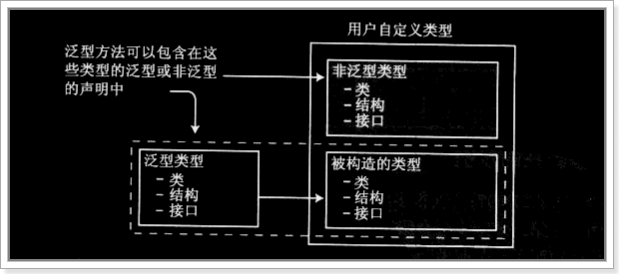 用户自定义类型
泛型方法可以包含在这
些类型的泛型或非泛型
的声明中
非泛型类型
- 类
- 结构
- 接口
泛型类型
- 类
- 结构
- 接口
被构造的类型
- 类
- 结构
- 接口